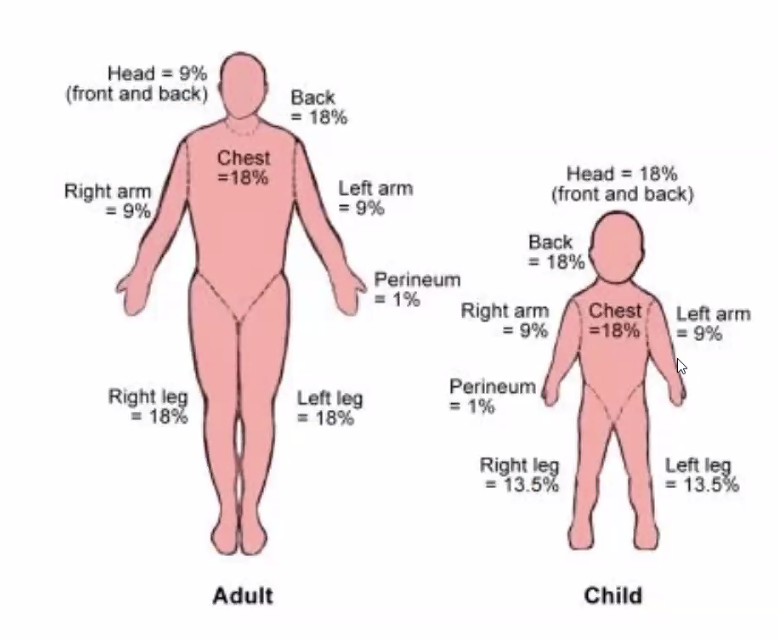 Head = 9%
(front and back)
Back
= 18%
Chest
=18%
Right arm
= 9%
Left arm
= 9%
Perineum
= 1%
Right leg
= 18%
Left leg
= 18%
Adult
Head = 18%
(front and back)
Back
= 18%
Right arm
= 9%
Chest
=18%
Left arm
= 9%
Perineum
= 1%
Right leg
= 13.5%
Left leg
= 13.5%
Child